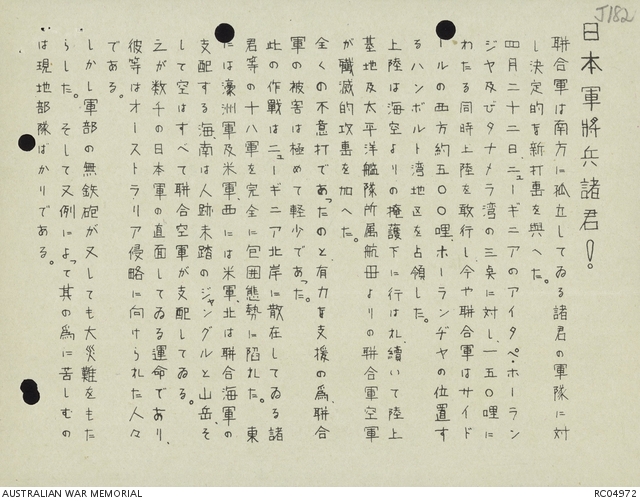 J182
日本軍將兵諸君！
聯合軍は南方に孤立してゐる諸君の軍隊に対
し決定的な新打擊を與へた。
四月二十二日ニューギニアのアイタペ・ホーラン
ヂヤ及びタナメラ湾の三奌に対し、一五〇哩に
わたる同時上陸を敢行し今や聯合軍はサイド
ールの西方約五〇〇哩、ホーランヂヤの位置す
るハンボルト湾地区を占領した。
上陸は海空よりの掩護下に行はれ、續いて陸上
基地及太平洋艦隊所属航母よりの聯合軍空軍
が殲滅的攻擊を加へた。
全くの不意打であったのと有力な支援の爲、聯合
軍の被害は極めて軽少であった。
此の作戰はニューギニア北岸に散在してゐる諸
君等の十八軍を完全に包囲態勢に陷れた。東
には濠洲軍及米軍、西には米軍、北は聯合海軍の
支配する海、南は人跡未踏のジャングルと山岳、そ
して空はすべて聯合空軍が支配してゐる。
之が数千の日本軍の直面してゐる運命であり、
彼等はオーストラリア侵略に向けられた人々
である。
しかし軍部の無鉄砲が又しても大災難をもた
らした。そして又例によって其の爲に苦しむの
は現地部隊ばかりである。
AUSTRALIAN WAR MEMORIAL
RC04972